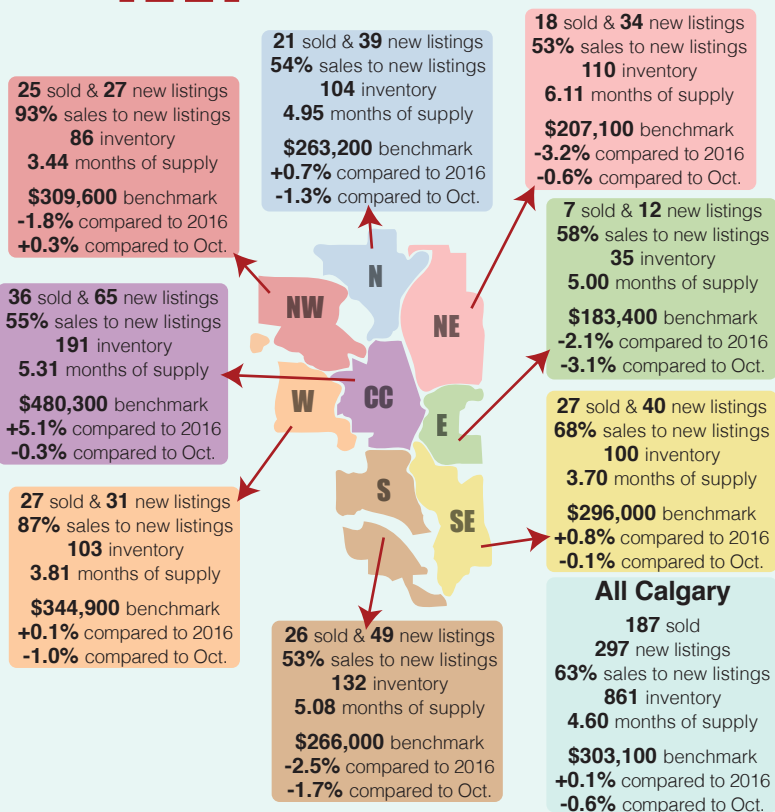 25 sold & 27 new listings
93% sales to new listings
86 inventory
3.44 months of supply
$309,600 benchmark
-1.8% compared to 2016
+0.3% compared to Oct.
21 sold & 39 new listings
54% sales to new listings
104 inventory
4.95 months of supply
$263,200 benchmark
+0.7% compared to 2016
-1.3% compared to Oct.
18 sold & 34 new listings
53% sales to new listings
110 inventory
6.11 months of supply
$207,100 benchmark
-3.2% compared to 2016
-0.6% compared to Oct.
7 sold & 12 new listings
58% sales to new listings
35 inventory
5.00 months of supply
$183,400 benchmark
-2.1% compared to 2016
-3.1% compared to Oct.
36 sold & 65 new listings
55% sales to new listings
191 inventory
5.31 months of supply
$480,300 benchmark
+5.1% compared to 2016
-0.3% compared to Oct.
N
NW
NE
CC
W
E
S
SE
27 sold & 40 new listings
68% sales to new listings
100 inventory
3.70 months of supply
$296,000 benchmark
+0.8% compared to 2016
-0.1% compared to Oct.
27 sold & 31 new listings
87% sales to new listings
103 inventory
3.81 months of supply
$344,900 benchmark
+0.1% compared to 2016
-1.0% compared to Oct.
26 sold & 49 new listings
53% sales to new listings
132 inventory
5.08 months of supply
$266,000 benchmark
-2.5% compared to 2016
-1.7% compared to Oct.
All Calgary
187 sold
297 new listings
63% sales to new listings
861 inventory
4.60 months of supply
$303,100 benchmark
+0.1% compared to 2016
-0.6% compared to Oct.